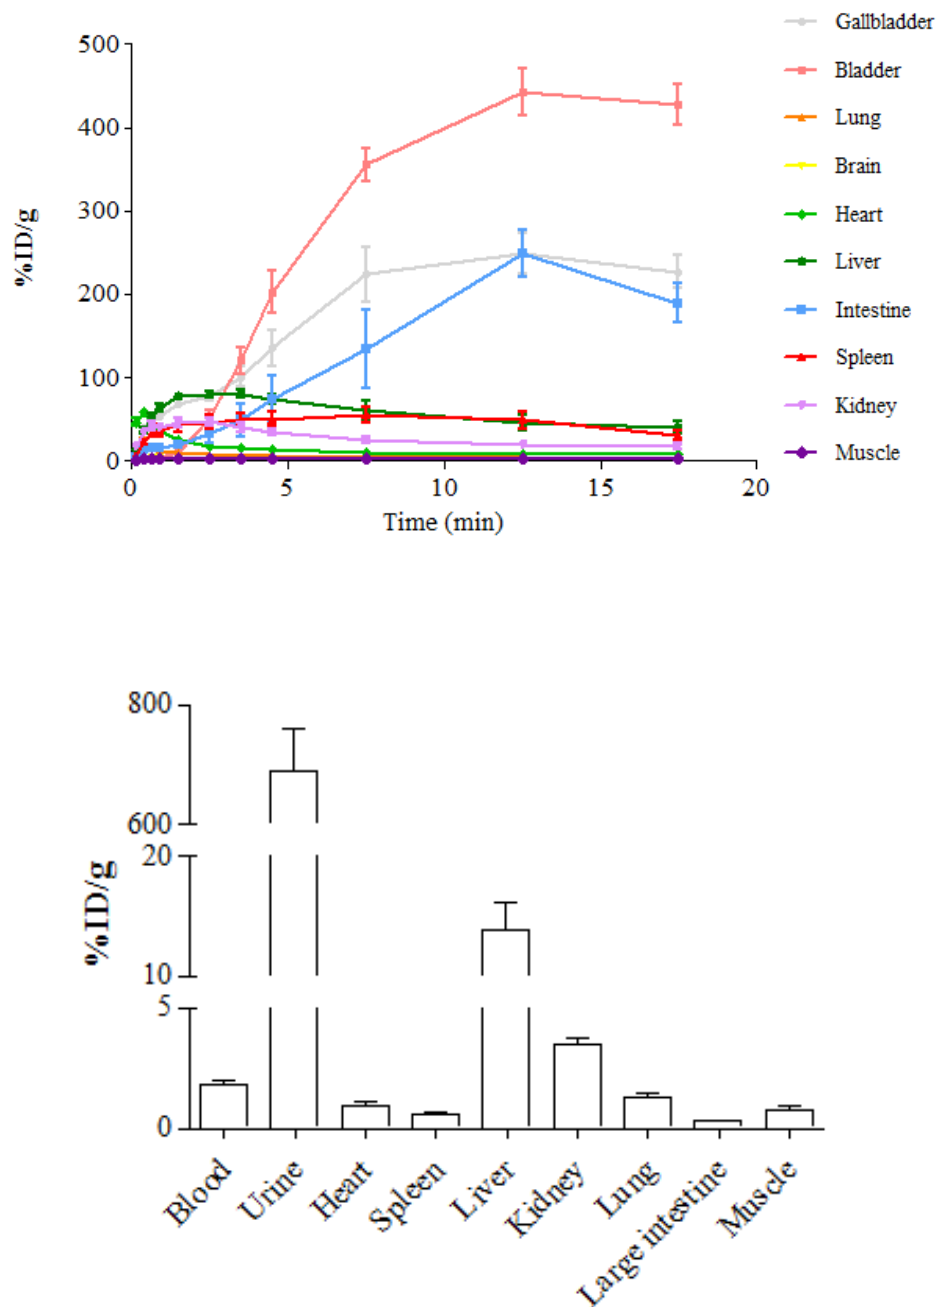 500
400
300
200
100
0
%ID/g
0 5 10 15 20
Time (min)
Gallbladder
Bladder
Lung
Brain
Heart
Liver
Intestine
Spleen
Kidney
Muscle
800
600
20
10
5
0
%ID/g
Blood
Urine
Heart
Spleen
Liver
Kidney
Lung
Large intestine
Muscle